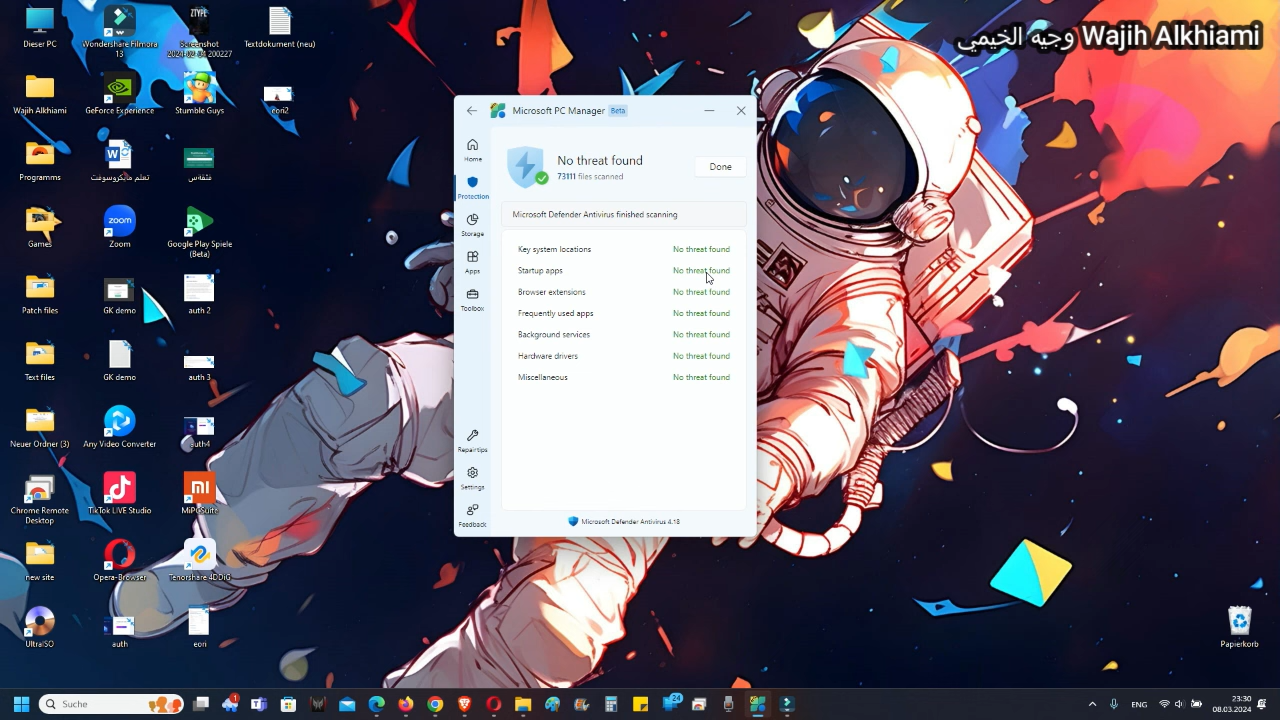 وجيه الخيمي Wajih Alkhiami
Dieser PC
Wondershare Filmora
13
ZTYPE
Screenshot
2024-02-04 200227
Textdokument (neu)
Wajih Alkhiami
GeForce Experience
Stumble Guys
eori2
Programms
تعلم مايكروسوفت
Games
Zoom
Google Play Spiele
(Beta)
Patch files
GK demo
auth 2
Text files
GK demo
auth 3
Neuer Ordner (3)
Any Video Converter
auth4
Chrome Remote
Desktop
TikTok LIVE Studio
MiPCSuite
new site
Opera-Browser
Tenorshare 4DDiG
UltraISO
auth
eori
Papierkorb
Microsoft PC Manager Beta
Home
Protection
Storage
Apps
Toolbox
Repair tips
Settings
Feedback
No threat found
73111 files scanned
Done
Microsoft Defender Antivirus finished scanning
Key system locations No threat found
Startup apps No threat found
Browser extensions No threat found
Frequently used apps No threat found
Background services No threat found
Hardware drivers No threat found
Miscellaneous No threat found
Microsoft Defender Antivirus 4.18
Suche
1
24
ENG
23:30
08.03.2024